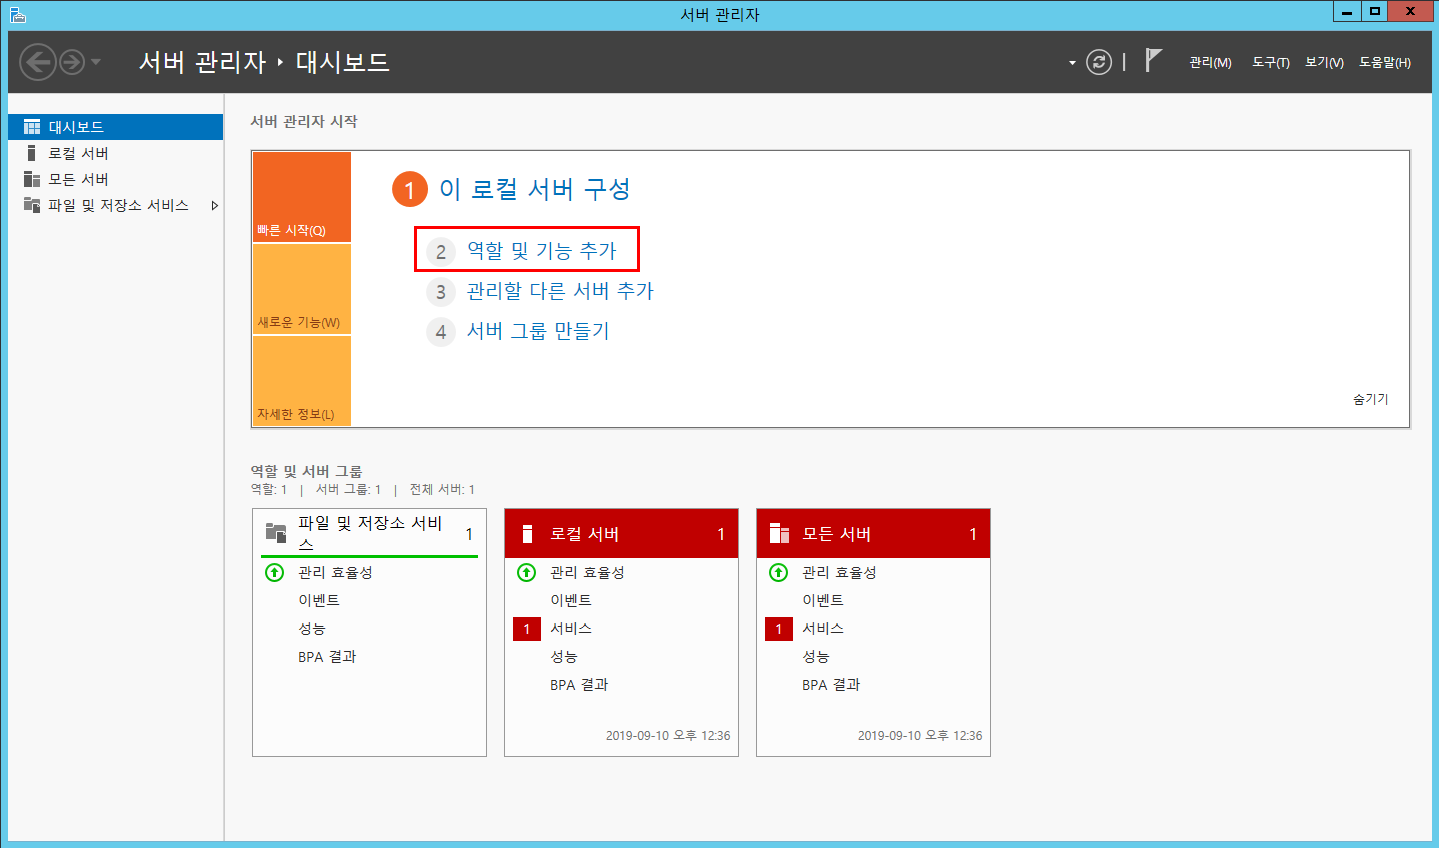 서버 관리자
서버 관리자 ‣ 대시보드
관리(M) 도구(T) 보기(V) 도움말(H)
대시보드
로컬 서버
모든 서버
파일 및 저장소 서비스
서버 관리자 시작
빠른 시작(Q)
새로운 기능(W)
자세한 정보(L)
1 이 로컬 서버 구성
2 역할 및 기능 추가
3 관리할 다른 서버 추가
4 서버 그룹 만들기
숨기기
역할 및 서버 그룹
역할: 1 | 서버 그룹: 1 | 전체 서버: 1
파일 및 저장소 서비
스
1
관리 효율성
이벤트
성능
BPA 결과
로컬 서버 1
관리 효율성
이벤트
1 서비스
성능
BPA 결과
2019-09-10 오후 12:36
모든 서버 1
관리 효율성
이벤트
1 서비스
성능
BPA 결과
2019-09-10 오후 12:36